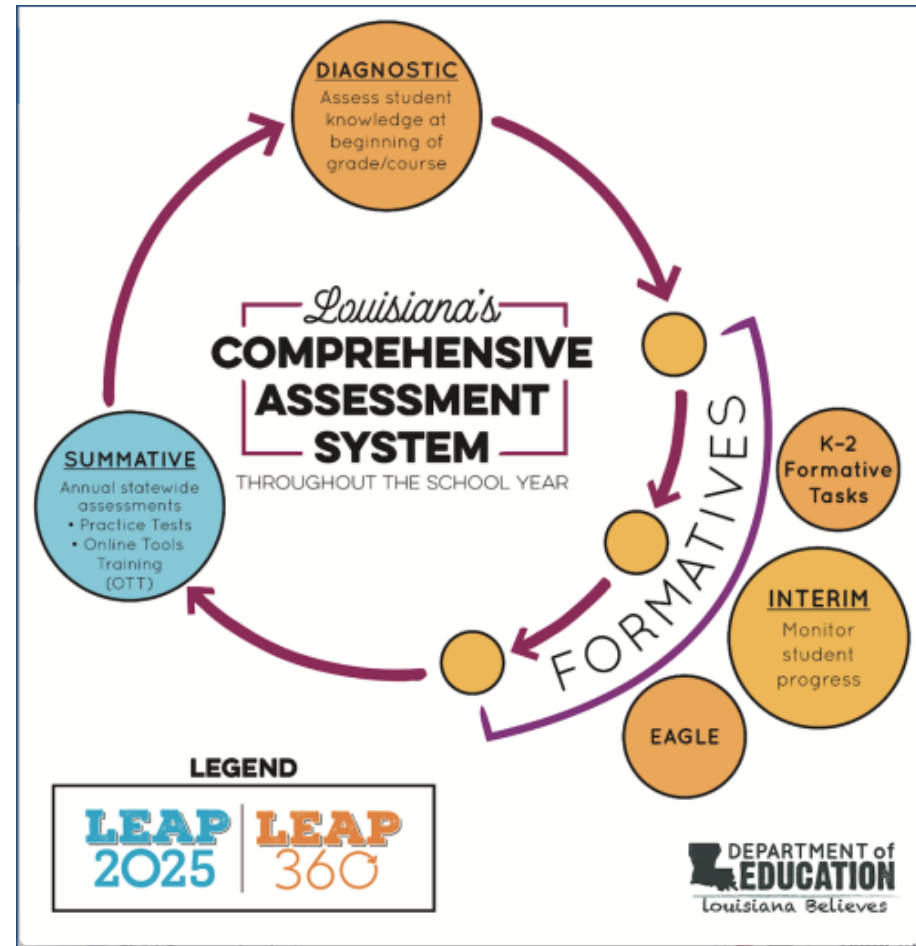 DIAGNOSTIC
Assess student
knowledge at
beginning of
grade/course
Louisiana's
COMPREHENSIVE
ASSESSMENT
SYSTEM
THROUGHOUT THE SCHOOL YEAR
FORMATIVES
K–2
Formative
Tasks
INTERIM
Monitor
student
progress
EAGLE
SUMMATIVE
Annual statewide
assessments
• Practice Tests
• Online Tools
Training
(OTT)
LEGEND
LEAP
2025
LEAP
360
DEPARTMENT of
EDUCATION
Louisiana Believes